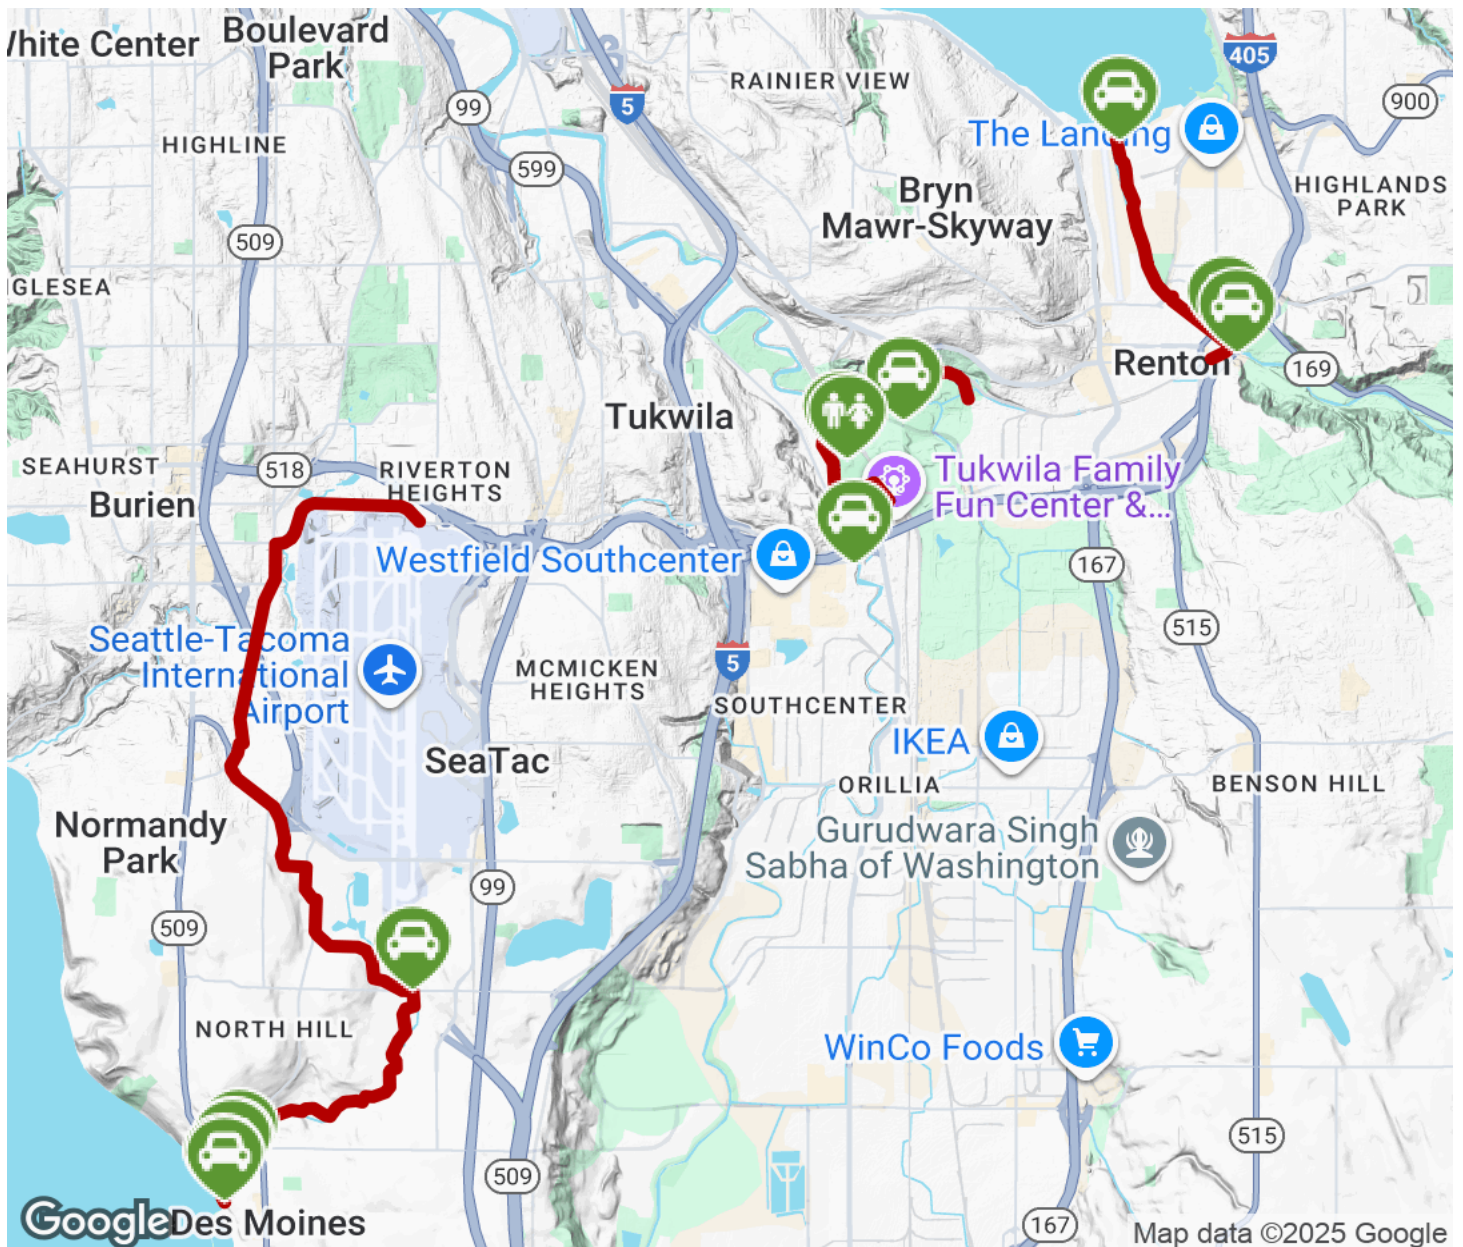 White Center
Boulevard
Park
99
5
RAINIER VIEW
405
900
HIGHLINE
599
The Landing
HIGHLANDS
PARK
Bryn
Mawr-Skyway
509
GLESEA
Renton
169
Tukwila
SEAHURST
518
RIVERTON
HEIGHTS
Burien
Tukwila Family
Fun Center &...
Westfield Southcenter
167
515
Seattle-Tacoma
International
Airport
5
MCMICKEN
HEIGHTS
SOUTHCENTER
IKEA
SeaTac
ORILLIA
BENSON HILL
Normandy
Park
Gurudwara Singh
Sabha of Washington
99
509
NORTH HILL
WinCo Foods
515
509
Google
Des Moines
167
Map data ©2025 Google